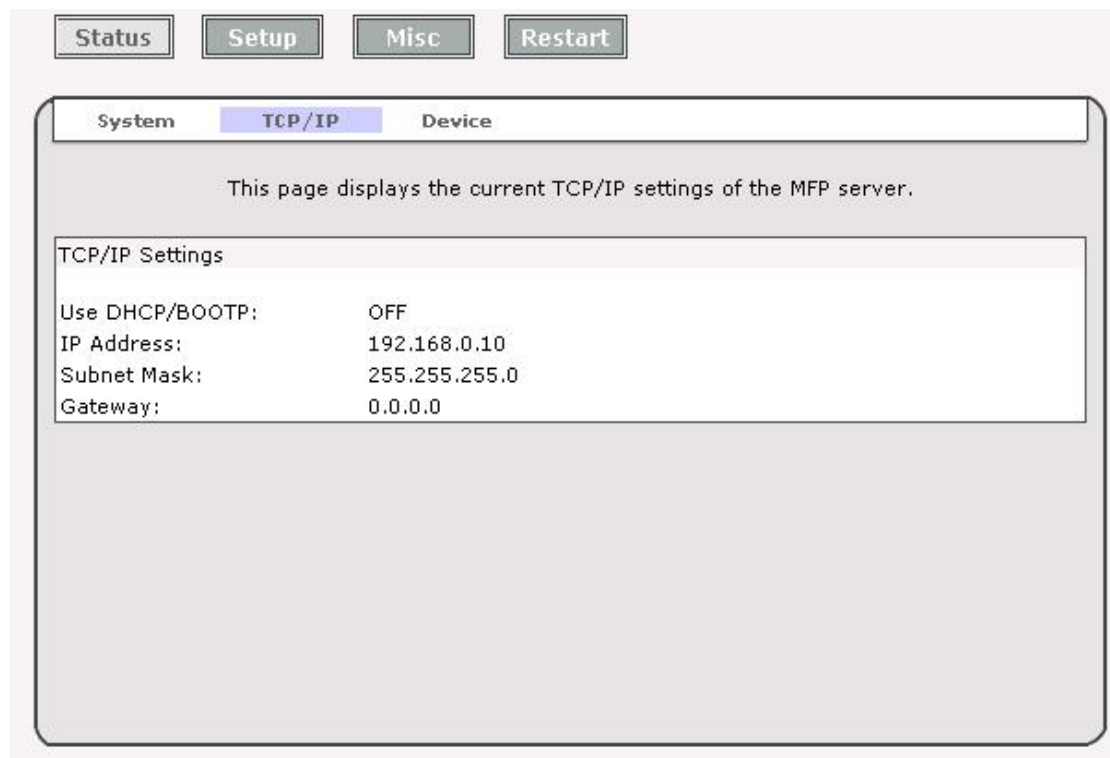 Status Setup Misc Restart
System TCP/IP Device
This page displays the current TCP/IP settings of the MFP server.
TCP/IP Settings
Use DHCP/BOOTP: OFF
IP Address: 192.168.0.10
Subnet Mask: 255.255.255.0
Gateway: 0.0.0.0